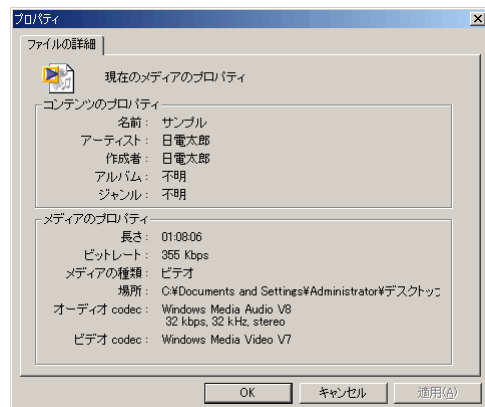 プロパティ
ファイルの詳細
現在のメディアのプロパティ
コンテンツのプロパティ
名前： サンプル
アーティスト： 日電太郎
作成者： 日電太郎
アルバム： 不明
ジャンル： 不明
メディアのプロパティ
長さ： 01:08:06
ビットレート： 355 Kbps
メディアの種類： ビデオ
場所： C:¥Documents and Settings¥Administrator¥デスクトッ
オーディオ codec： Windows Media Audio V8
32 kbps, 32 kHz, stereo
ビデオ codec： Windows Media Video V7
OK
キャンセル
適用(A)